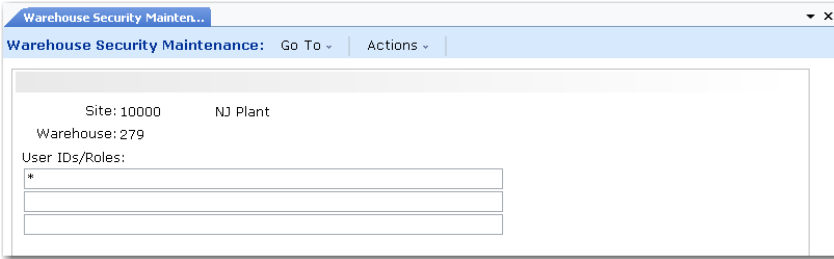 Warehouse Security Mainten...
Warehouse Security Maintenance: Go To Actions
Site: 10000 NJ Plant
Warehouse: 279
User IDs/Roles:
*